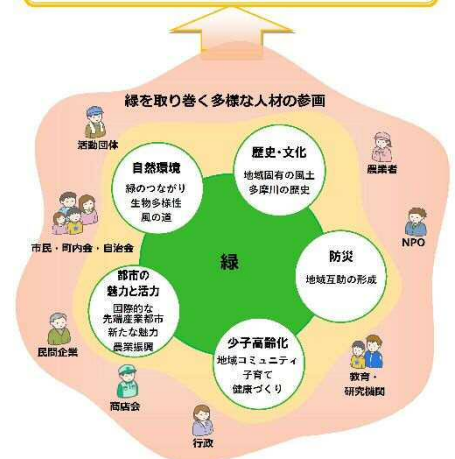 緑を取り巻く多様な人材の参画
活動団体
農業者
歴史・文化
地域固有の風土
多摩川の歴史
自然環境
緑のつながり
生物多様性
風の道
市民・町内会・自治会
NPO
緑
防災
地域互助の形成
都市の
魅力と活力
国際的な
先端産業都市
新たな魅力
農業振興
民間企業
少子高齢化
地域コミュニティ
子育て
健康づくり
教育・
研究機関
商店会
行政